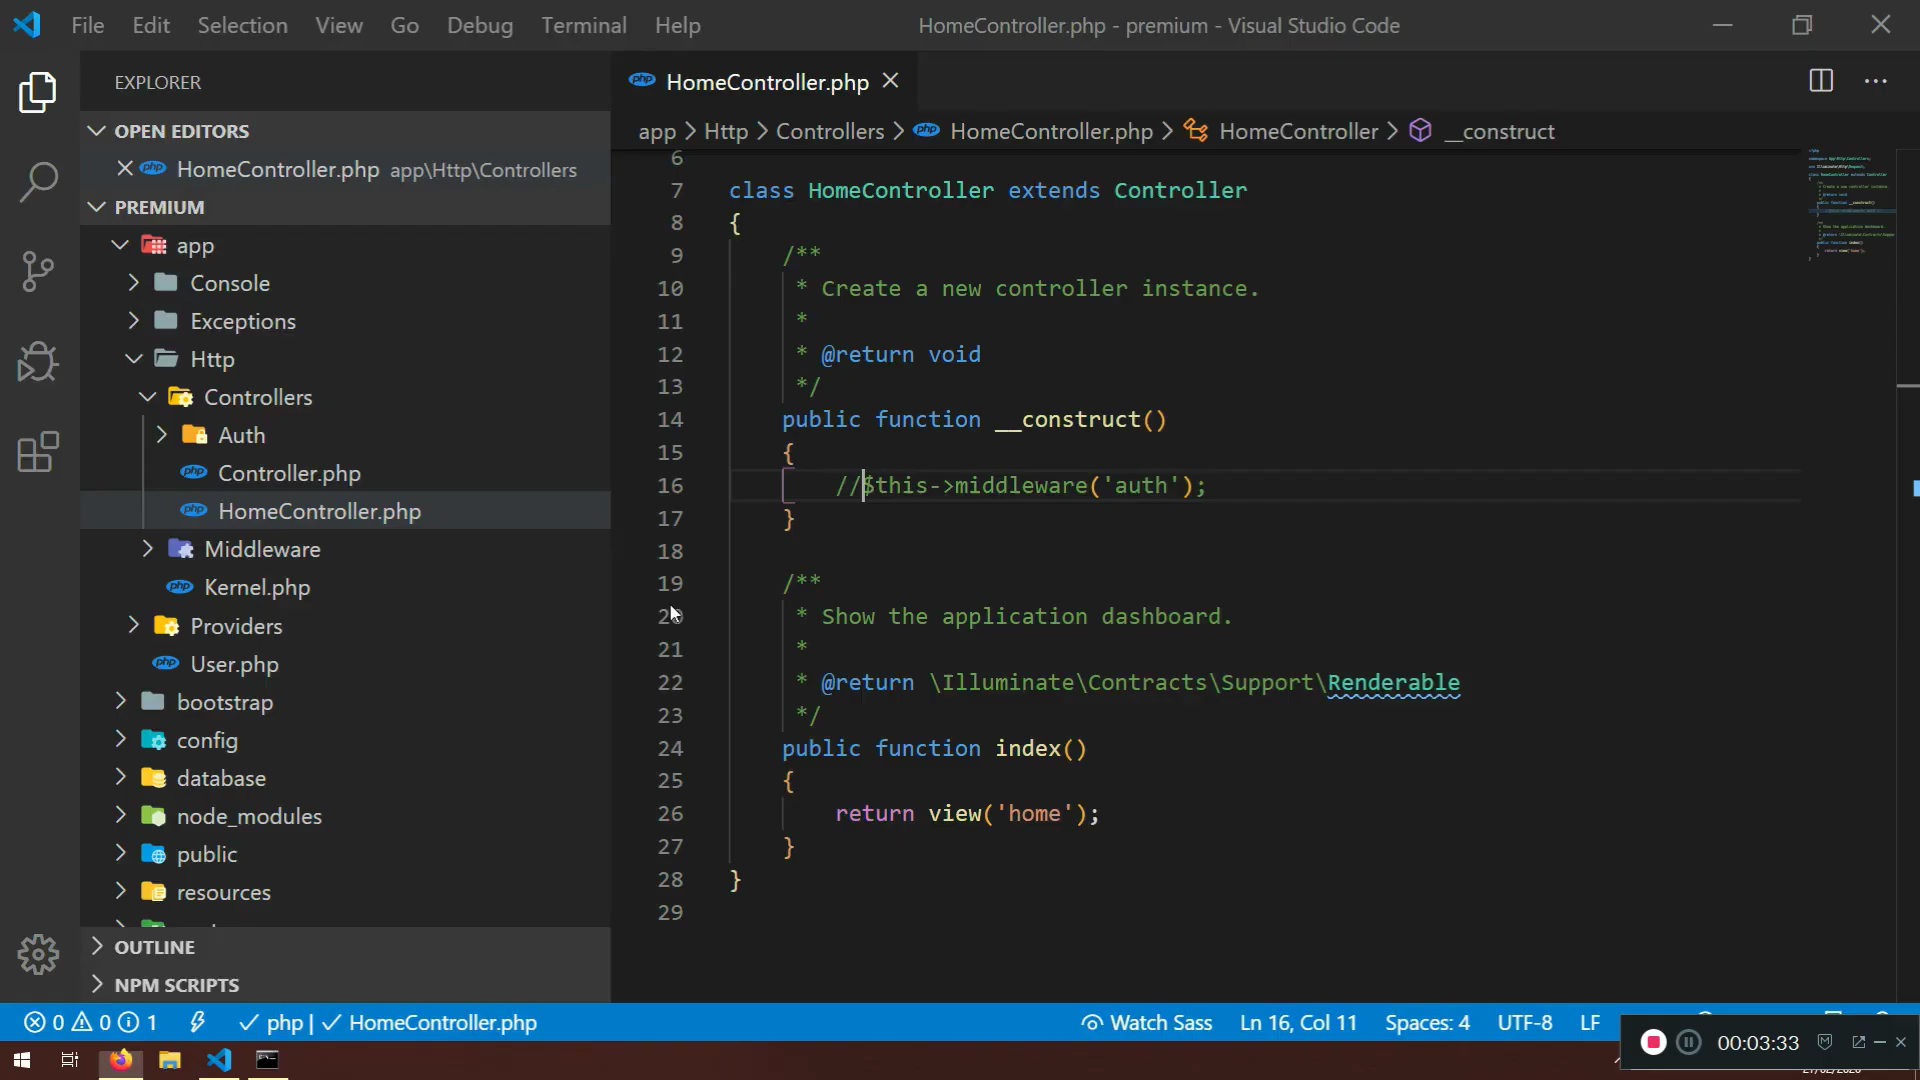 File Edit Selection View Go Debug Terminal Help HomeController.php - premium - Visual Studio Code
EXPLORER
OPEN EDITORS
HomeController.php app\Http\Controllers
PREMIUM
app
Console
Exceptions
Http
Controllers
Auth
Controller.php
HomeController.php
Middleware
Kernel.php
Providers
User.php
bootstrap
config
database
node_modules
public
resources
OUTLINE
NPM SCRIPTS
php HomeController.php
app > Http > Controllers > php HomeController.php > HomeController > __construct
6
7 class HomeController extends Controller
8 {
9 /**
10 * Create a new controller instance.
11 *
12 * @return void
13 */
14 public function __construct()
15 {
16 //$this->middleware('auth');
17 }
18
19 /**
20 * Show the application dashboard.
21 *
22 * @return \Illuminate\Contracts\Support\Renderable
23 */
24 public function index()
25 {
26 return view('home');
27 }
28 }
29
0 0 1 php | HomeController.php Watch Sass Ln 16, Col 11 Spaces: 4 UTF-8 LF
00:03:33